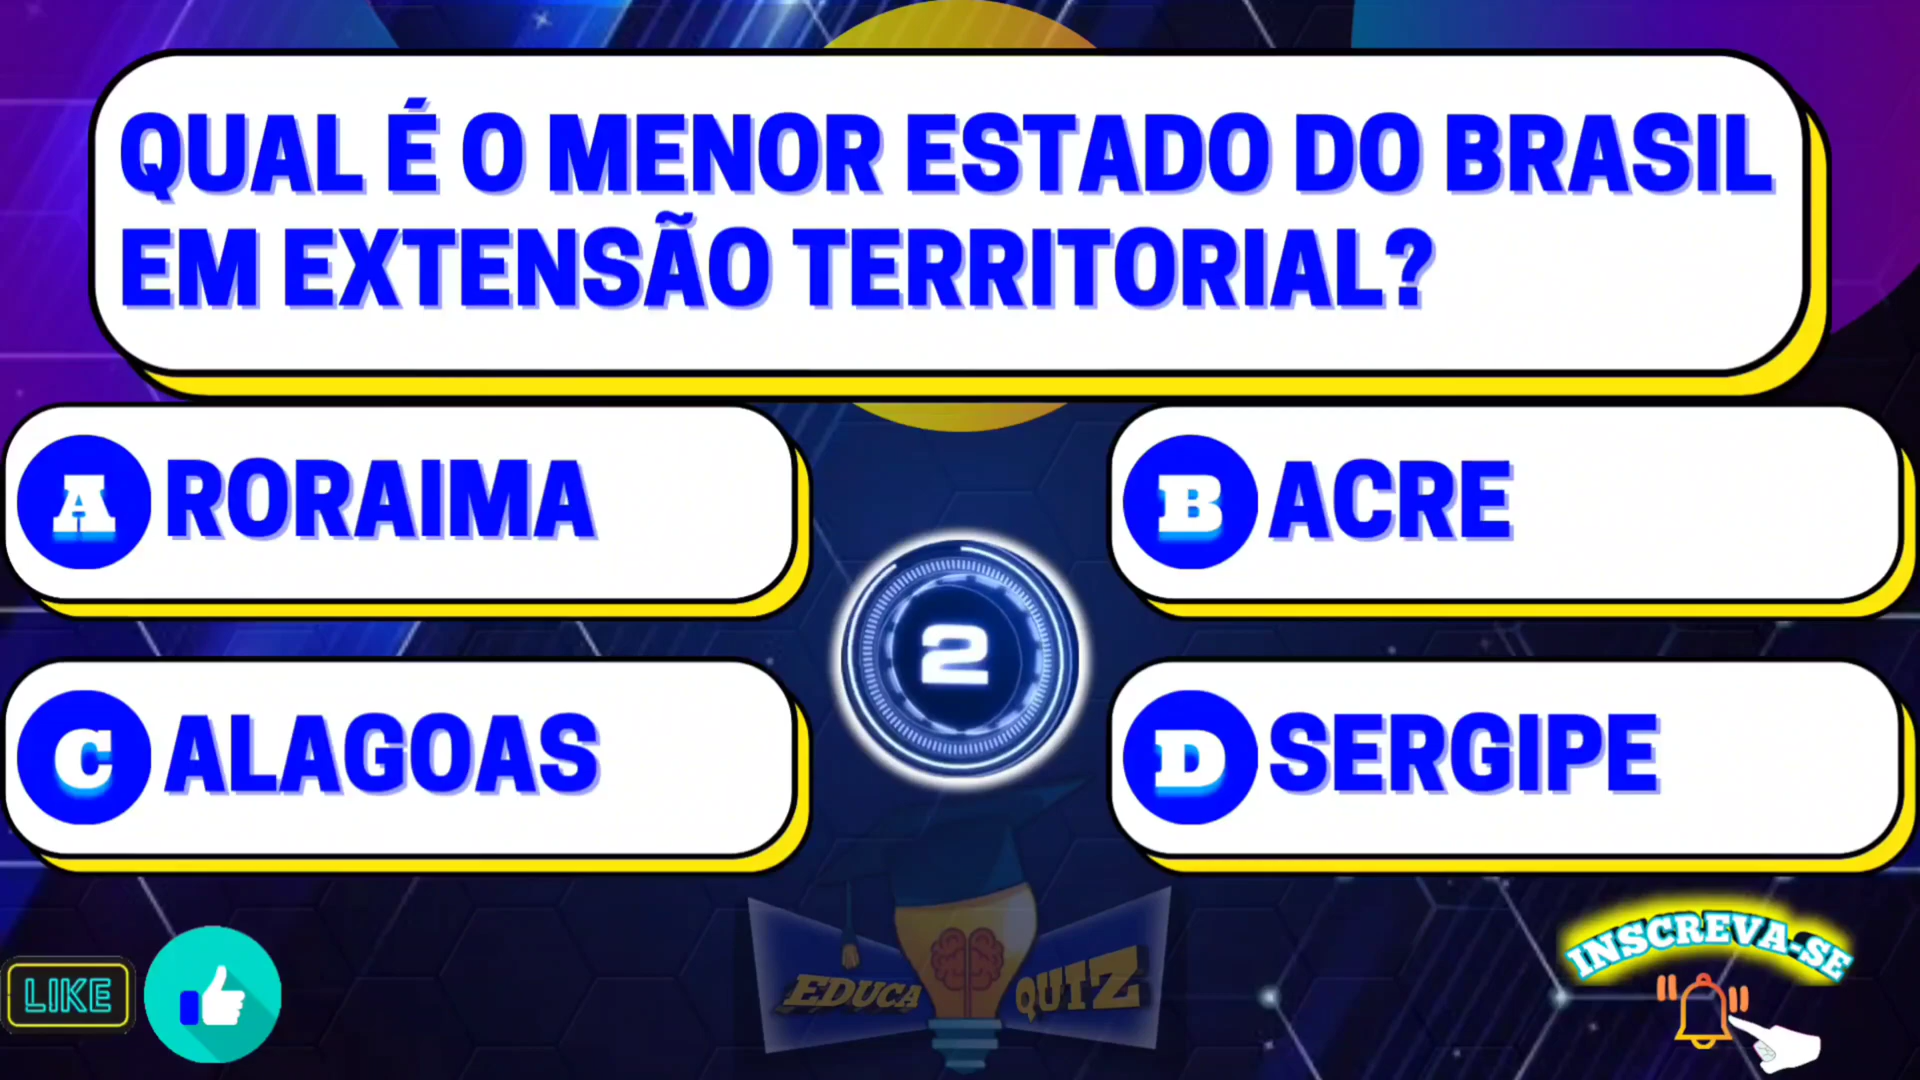 QUAL É O MENOR ESTADO DO BRASIL
EM EXTENSÃO TERRITORIAL?
A RORAIMA
B ACRE
2
C ALAGOAS
D SERGIPE
LIKE
EDUCA QUIZ
INSCREVA-SE